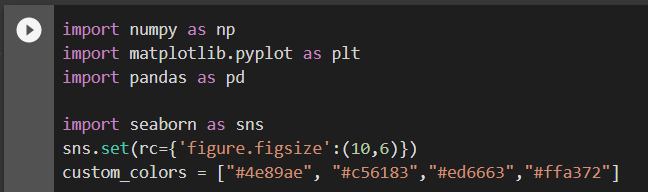 import numpy as np
import matplotlib.pyplot as plt
import pandas as pd
import seaborn as sns
sns.set(rc={'figure.figsize':(10,6)})
custom_colors = ["#4e89ae", "#c56183","#ed6663","#ffa372"]